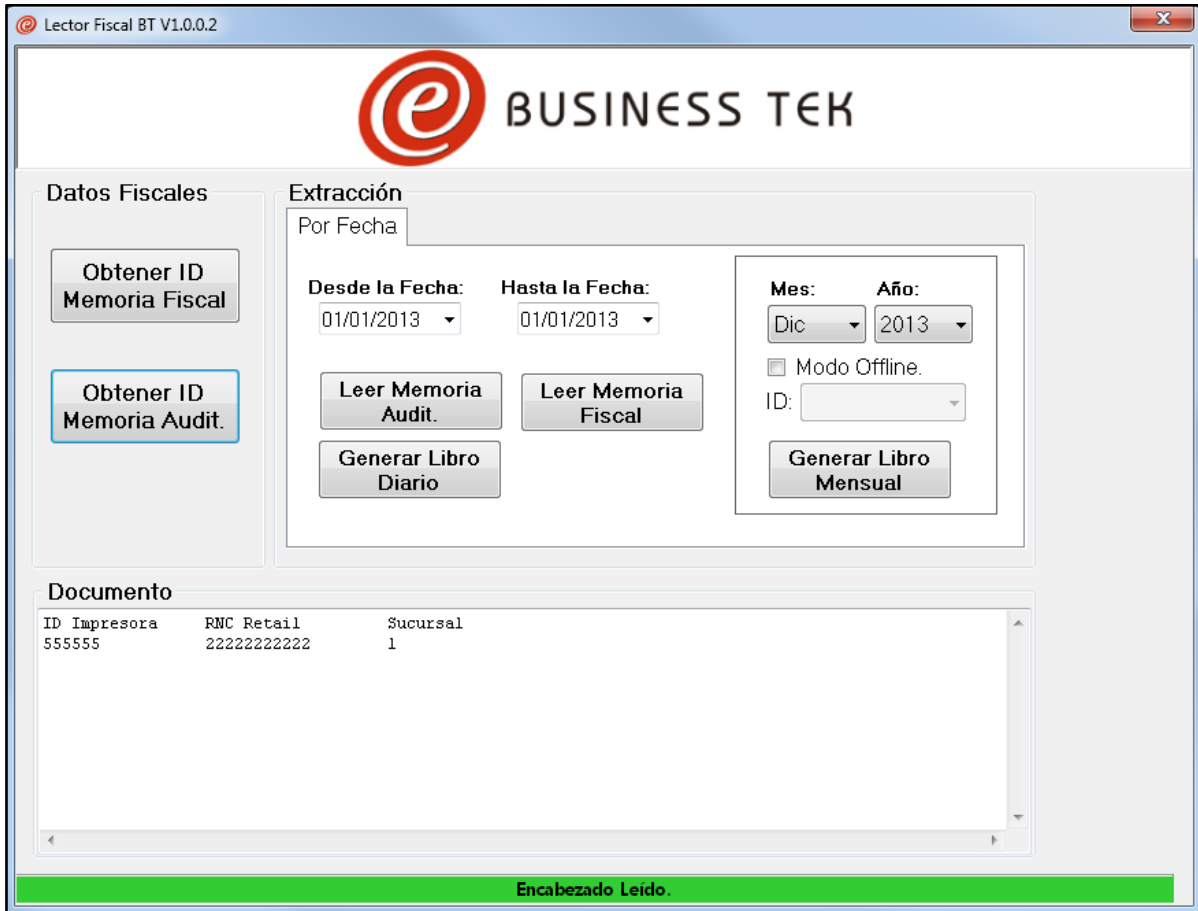 Lector Fiscal BT V1.0.0.2
e BUSINESS TEK
Datos Fiscales
Obtener ID
Memoria Fiscal
Obtener ID
Memoria Audit.
Extracción
Por Fecha
Desde la Fecha: Hasta la Fecha:
01/01/2013 01/01/2013
Leer Memoria
Audit.
Leer Memoria
Fiscal
Generar Libro
Diario
Mes: Año:
Dic 2013
Modo Offline.
ID:
Generar Libro
Mensual
Documento
ID Impresora RNC Retail Sucursal
555555 22222222222 1
Encabezado Leído.